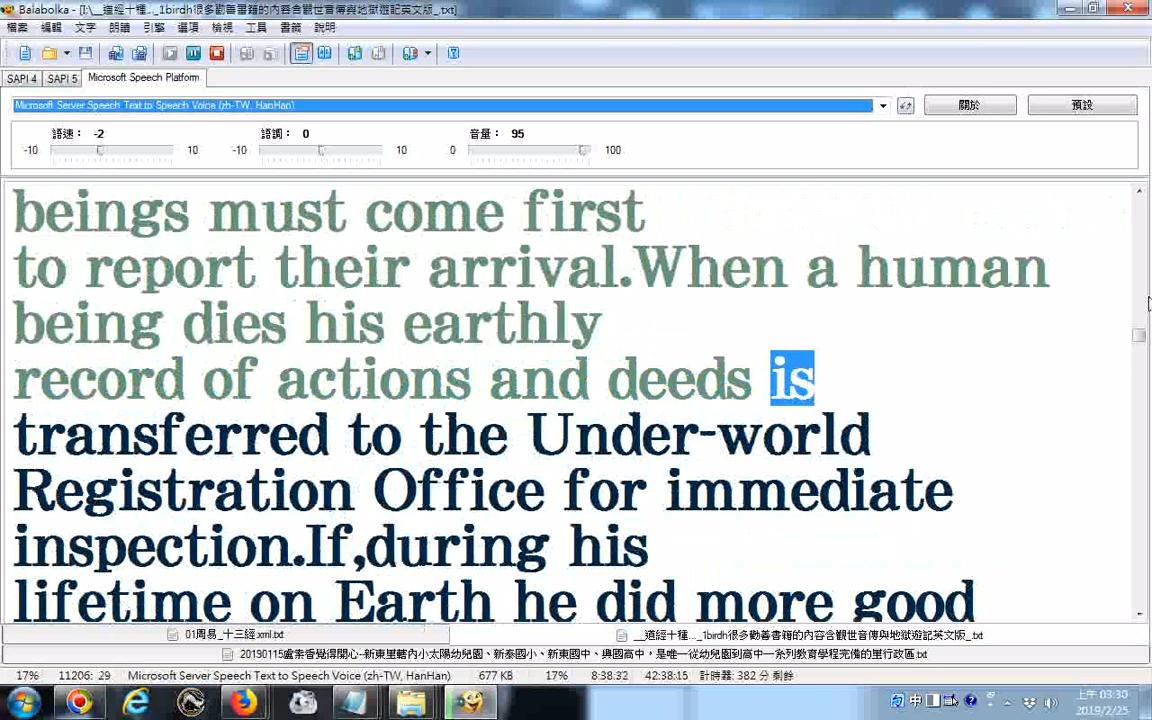 Balabolka - [I:\__道經十種..._1birdh很多勸善書籍的內容含觀世音傳與地獄遊記英文版_.txt]
檔案 編輯 文字 朗讀 引擎 選項 檢視 工具 書籤 說明
SAPI 4 SAPI 5 Microsoft Speech Platform
Microsoft Server Speech Text to Speech Voice (zh-TW, HanHan) 關於 預設
語速： -2 語調： 0 音量： 95
-10 10 -10 10 0 100
beings must come first
to report their arrival.When a human
being dies his earthly
record of actions and deeds is
transferred to the Under-world
Registration Office for immediate
inspection.If,during his
lifetime on Earth he did more good
01周易_十三經.xml.txt __道經十種..._1birdh很多勸善書籍的內容含觀世音傳與地獄遊記英文版_.txt
20190115盧素香覺得開心--新東里轄內小太陽幼兒園、新泰國小、新東國中、興國高中，是唯一從幼兒園到高中一系列教育學程完備的里行政區.txt
17% 11206: 29 Microsoft Server Speech Text to Speech Voice (zh-TW, HanHan) 677 KB 17% 8:38:32 42:38:15 計時器: 382 分 剩餘
中 上午 03:30
2019/2/25